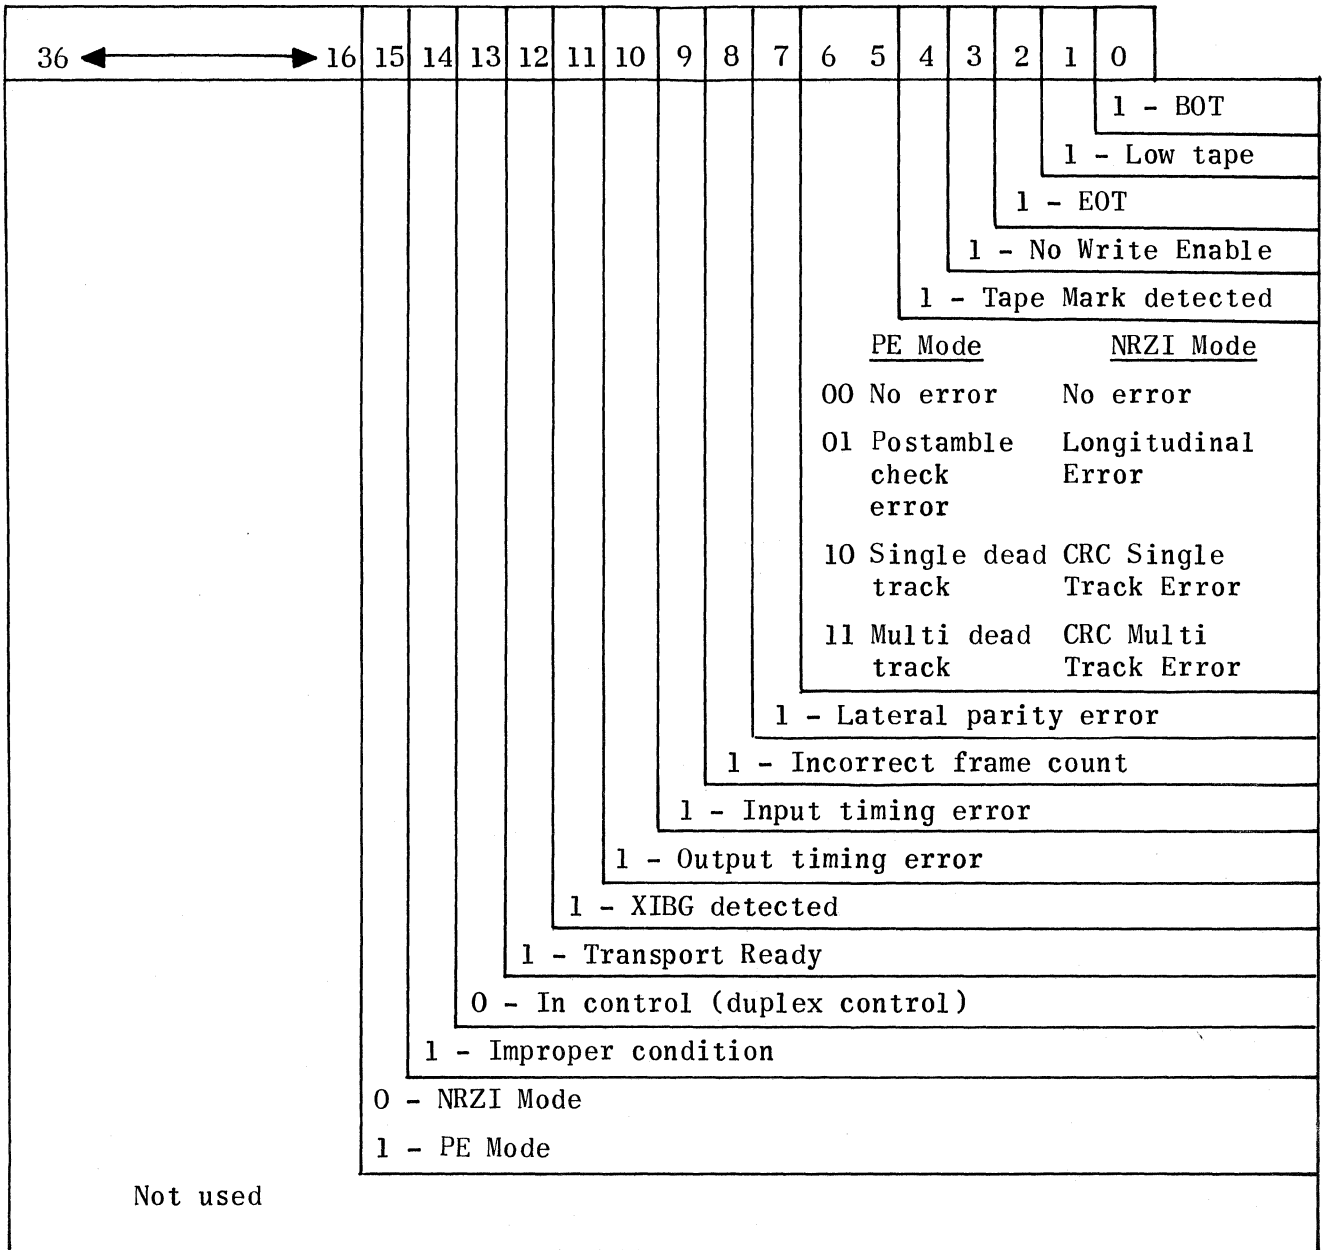 36 16 15 14 13 12 11 10 9 8 7 6 5 4 3 2 1 0
1 - BOT
1 - Low tape
1 - EOT
1 - No Write Enable
1 - Tape Mark detected
PE Mode NRZI Mode
00 No error No error
01 Postamble Longitudinal
check Error
error
10 Single dead CRC Single
track Track Error
11 Multi dead CRC Multi
track Track Error
1 - Lateral parity error
1 - Incorrect frame count
1 - Input timing error
1 - Output timing error
1 - XIBG detected
1 - Transport Ready
0 - In control (duplex control)
1 - Improper condition
0 - NRZI Mode
1 - PE Mode
Not used